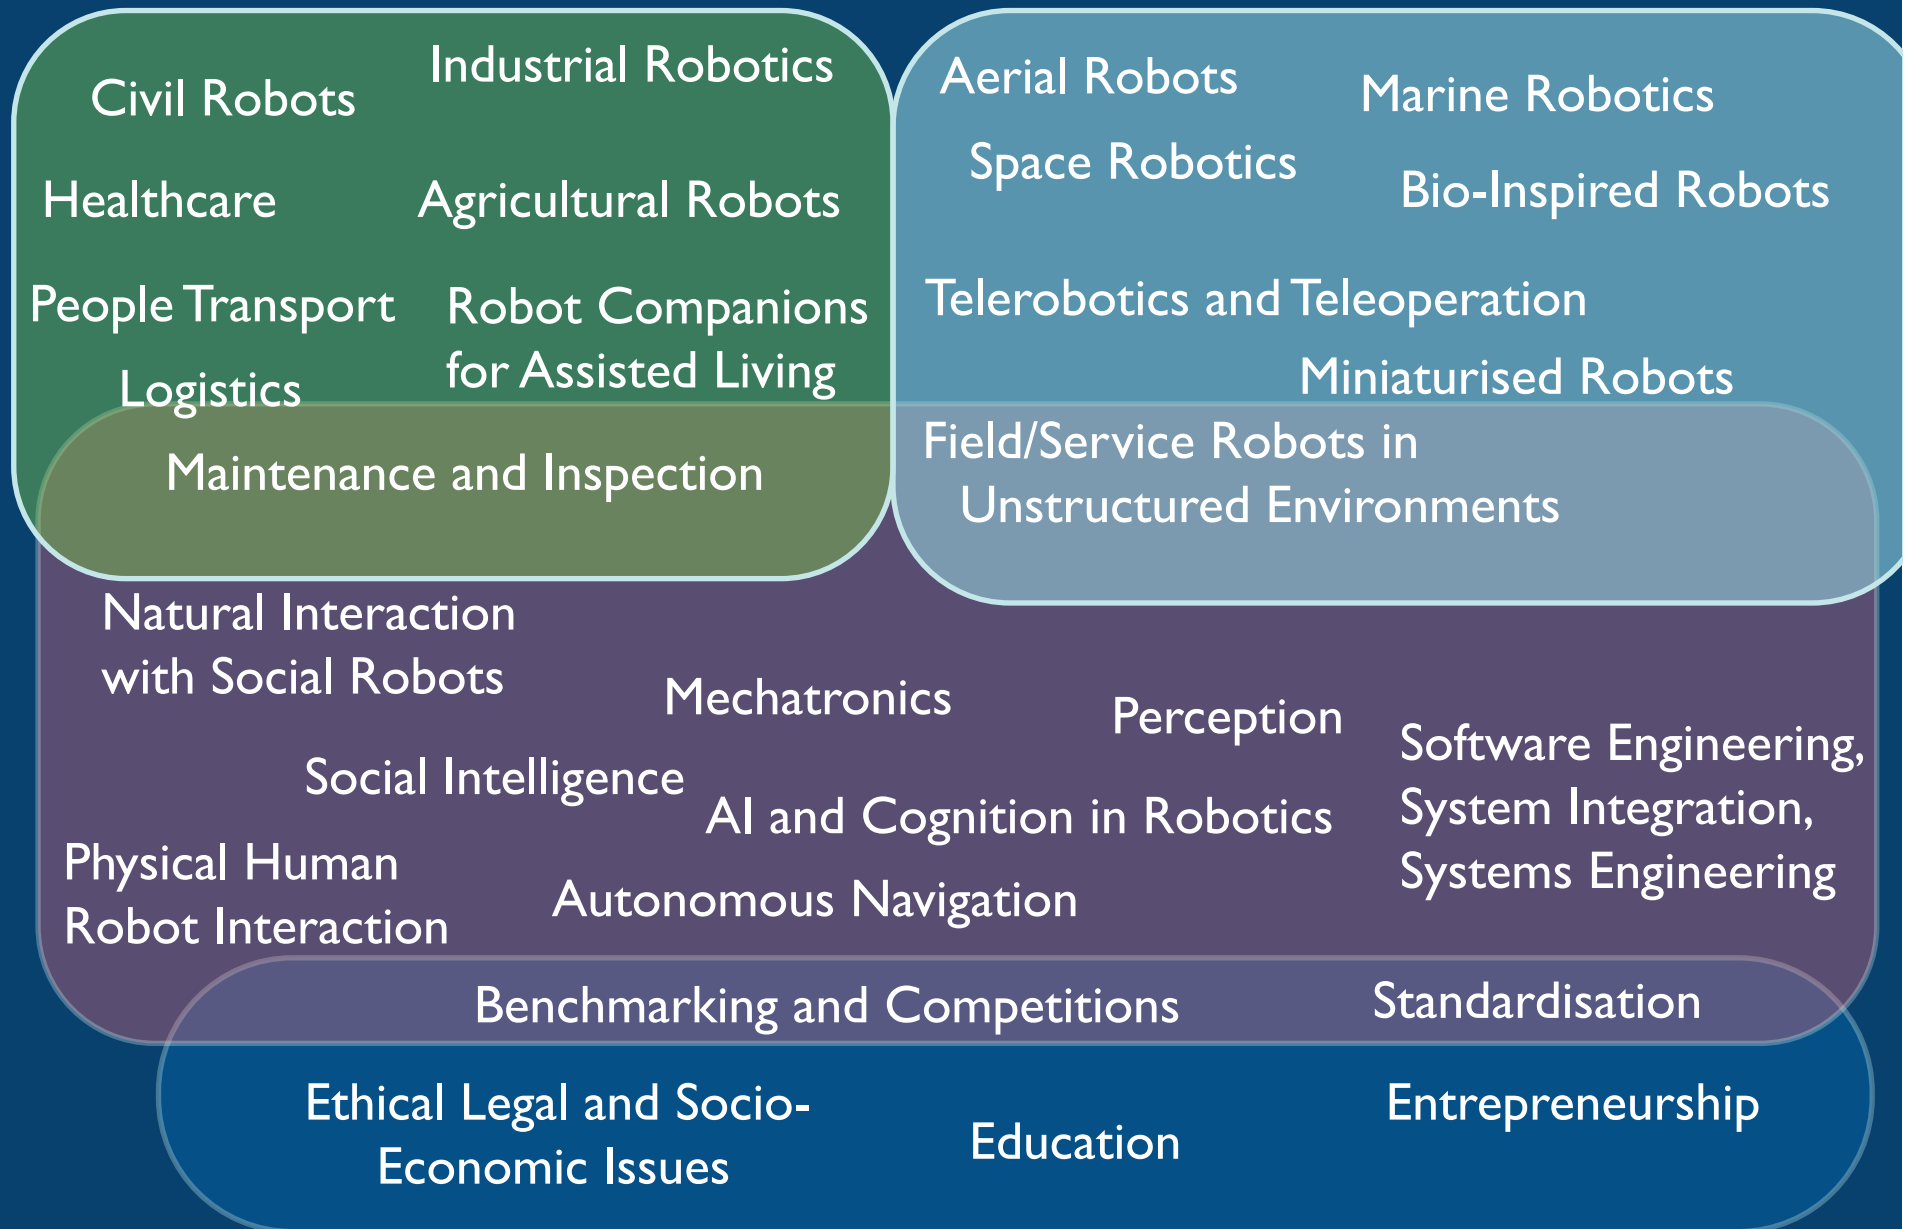 Civil Robots
Industrial Robotics
Healthcare
Agricultural Robots
People Transport
Robot Companions
for Assisted Living
Logistics
Maintenance and Inspection
Aerial Robots
Marine Robotics
Space Robotics
Bio-Inspired Robots
Telerobotics and Teleoperation
Miniaturised Robots
Field/Service Robots in
Unstructured Environments
Natural Interaction
with Social Robots
Mechatronics
Perception
Software Engineering,
System Integration,
Systems Engineering
Social Intelligence
AI and Cognition in Robotics
Physical Human
Robot Interaction
Autonomous Navigation
Benchmarking and Competitions
Standardisation
Ethical Legal and Socio-
Economic Issues
Education
Entrepreneurship